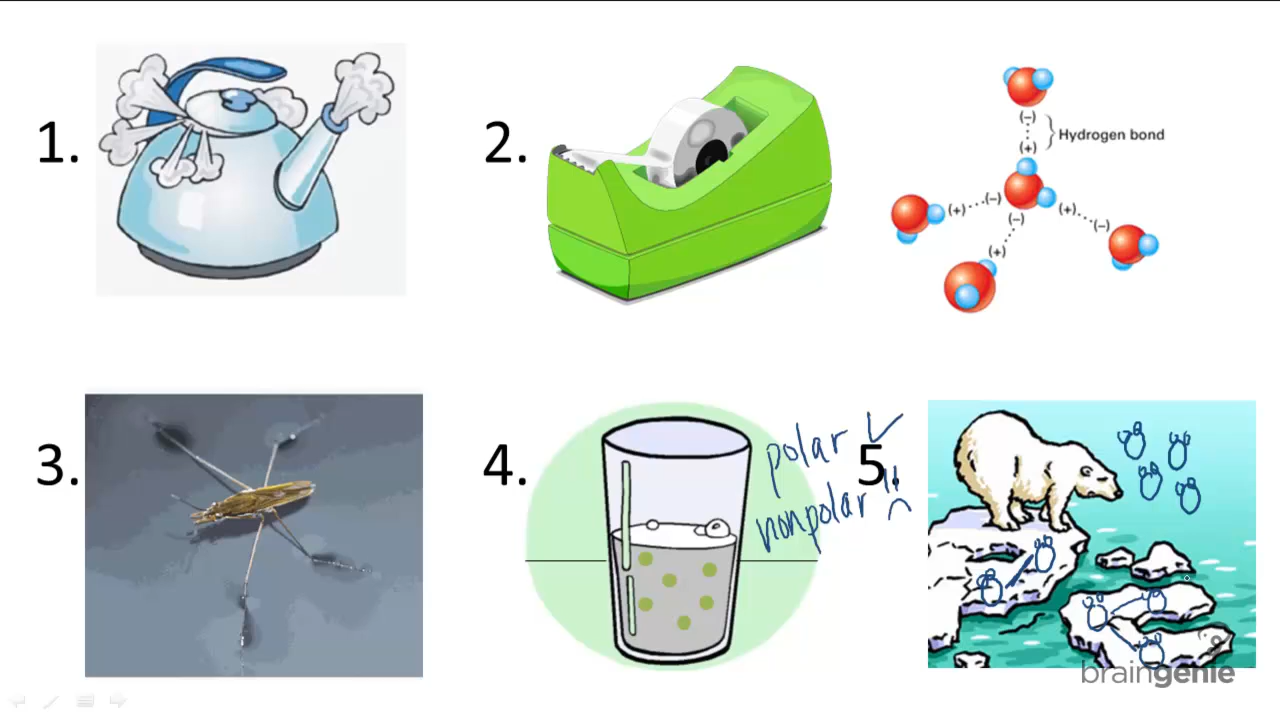 1.
2.
(–)
Hydrogen bond
(+)
(+) (–) (–) (+) (–)
(+)
3.
4.
polar ✓
5.
nonpolar
braingenie